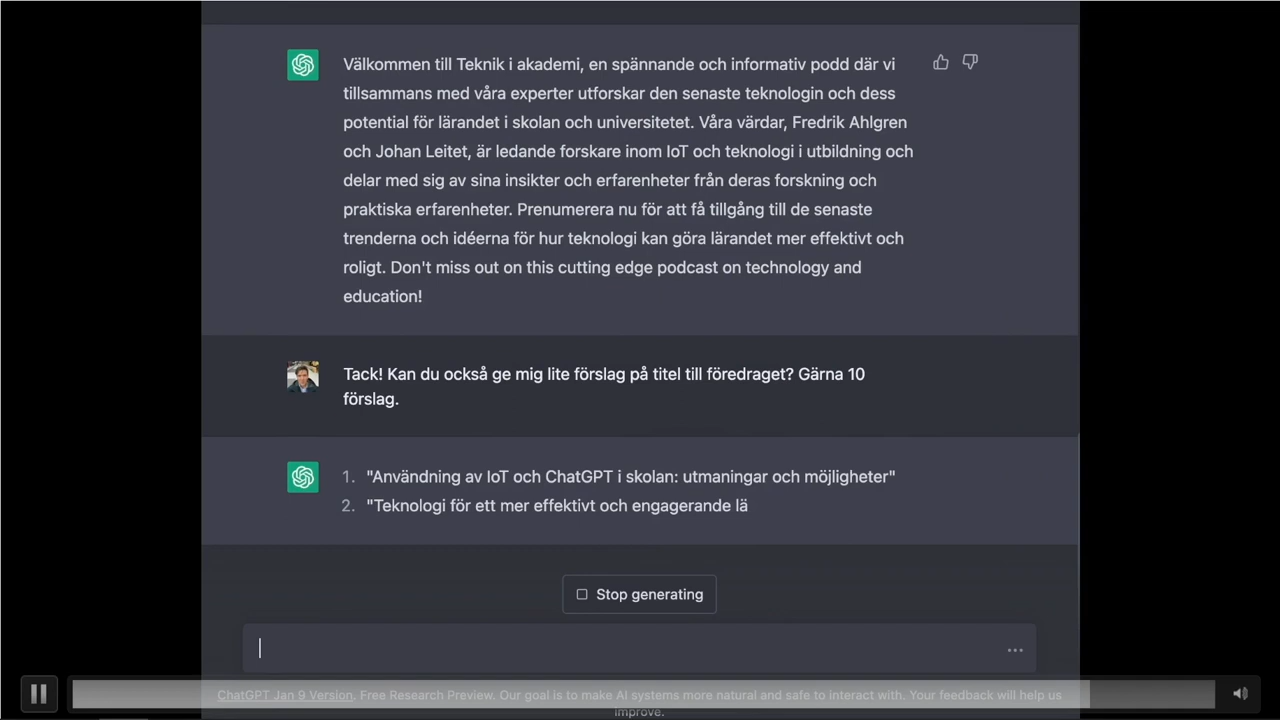 Välkommen till Teknik i akademi, en spännande och informativ podd där vi
tillsammans med våra experter utforskar den senaste teknologin och dess
potential för lärandet i skolan och universitetet. Våra värdar, Fredrik Ahlgren
och Johan Leitet, är ledande forskare inom IoT och teknologi i utbildning och
delar med sig av sina insikter och erfarenheter från deras forskning och
praktiska erfarenheter. Prenumerera nu för att få tillgång till de senaste
trenderna och idéerna för hur teknologi kan göra lärandet mer effektivt och
roligt. Don't miss out on this cutting edge podcast on technology and
education!
Tack! Kan du också ge mig lite förslag på titel till föredraget? Gärna 10
förslag.
1. "Användning av IoT och ChatGPT i skolan: utmaningar och möjligheter"
2. "Teknologi för ett mer effektivt och engagerande lä
Stop generating
ChatGPT Jan 9 Version. Free Research Preview. Our goal is to make AI systems more natural and safe to interact with. Your feedback will help us
improve.